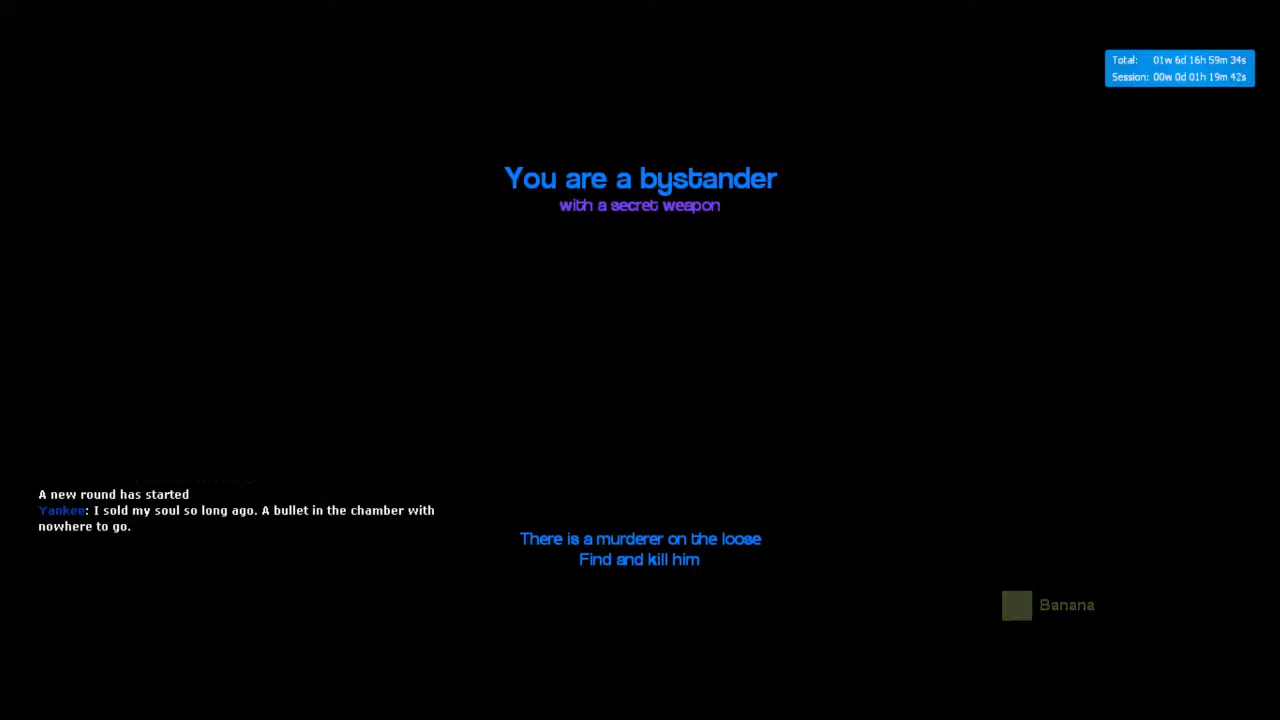 Total: 01w 6d 16h 59m 34s
Session: 00w 0d 01h 19m 42s
You are a bystander
with a secret weapon
A new round has started
Yankee: I sold my soul so long ago. A bullet in the chamber with
nowhere to go.
There is a murderer on the loose
Find and kill him
Banana